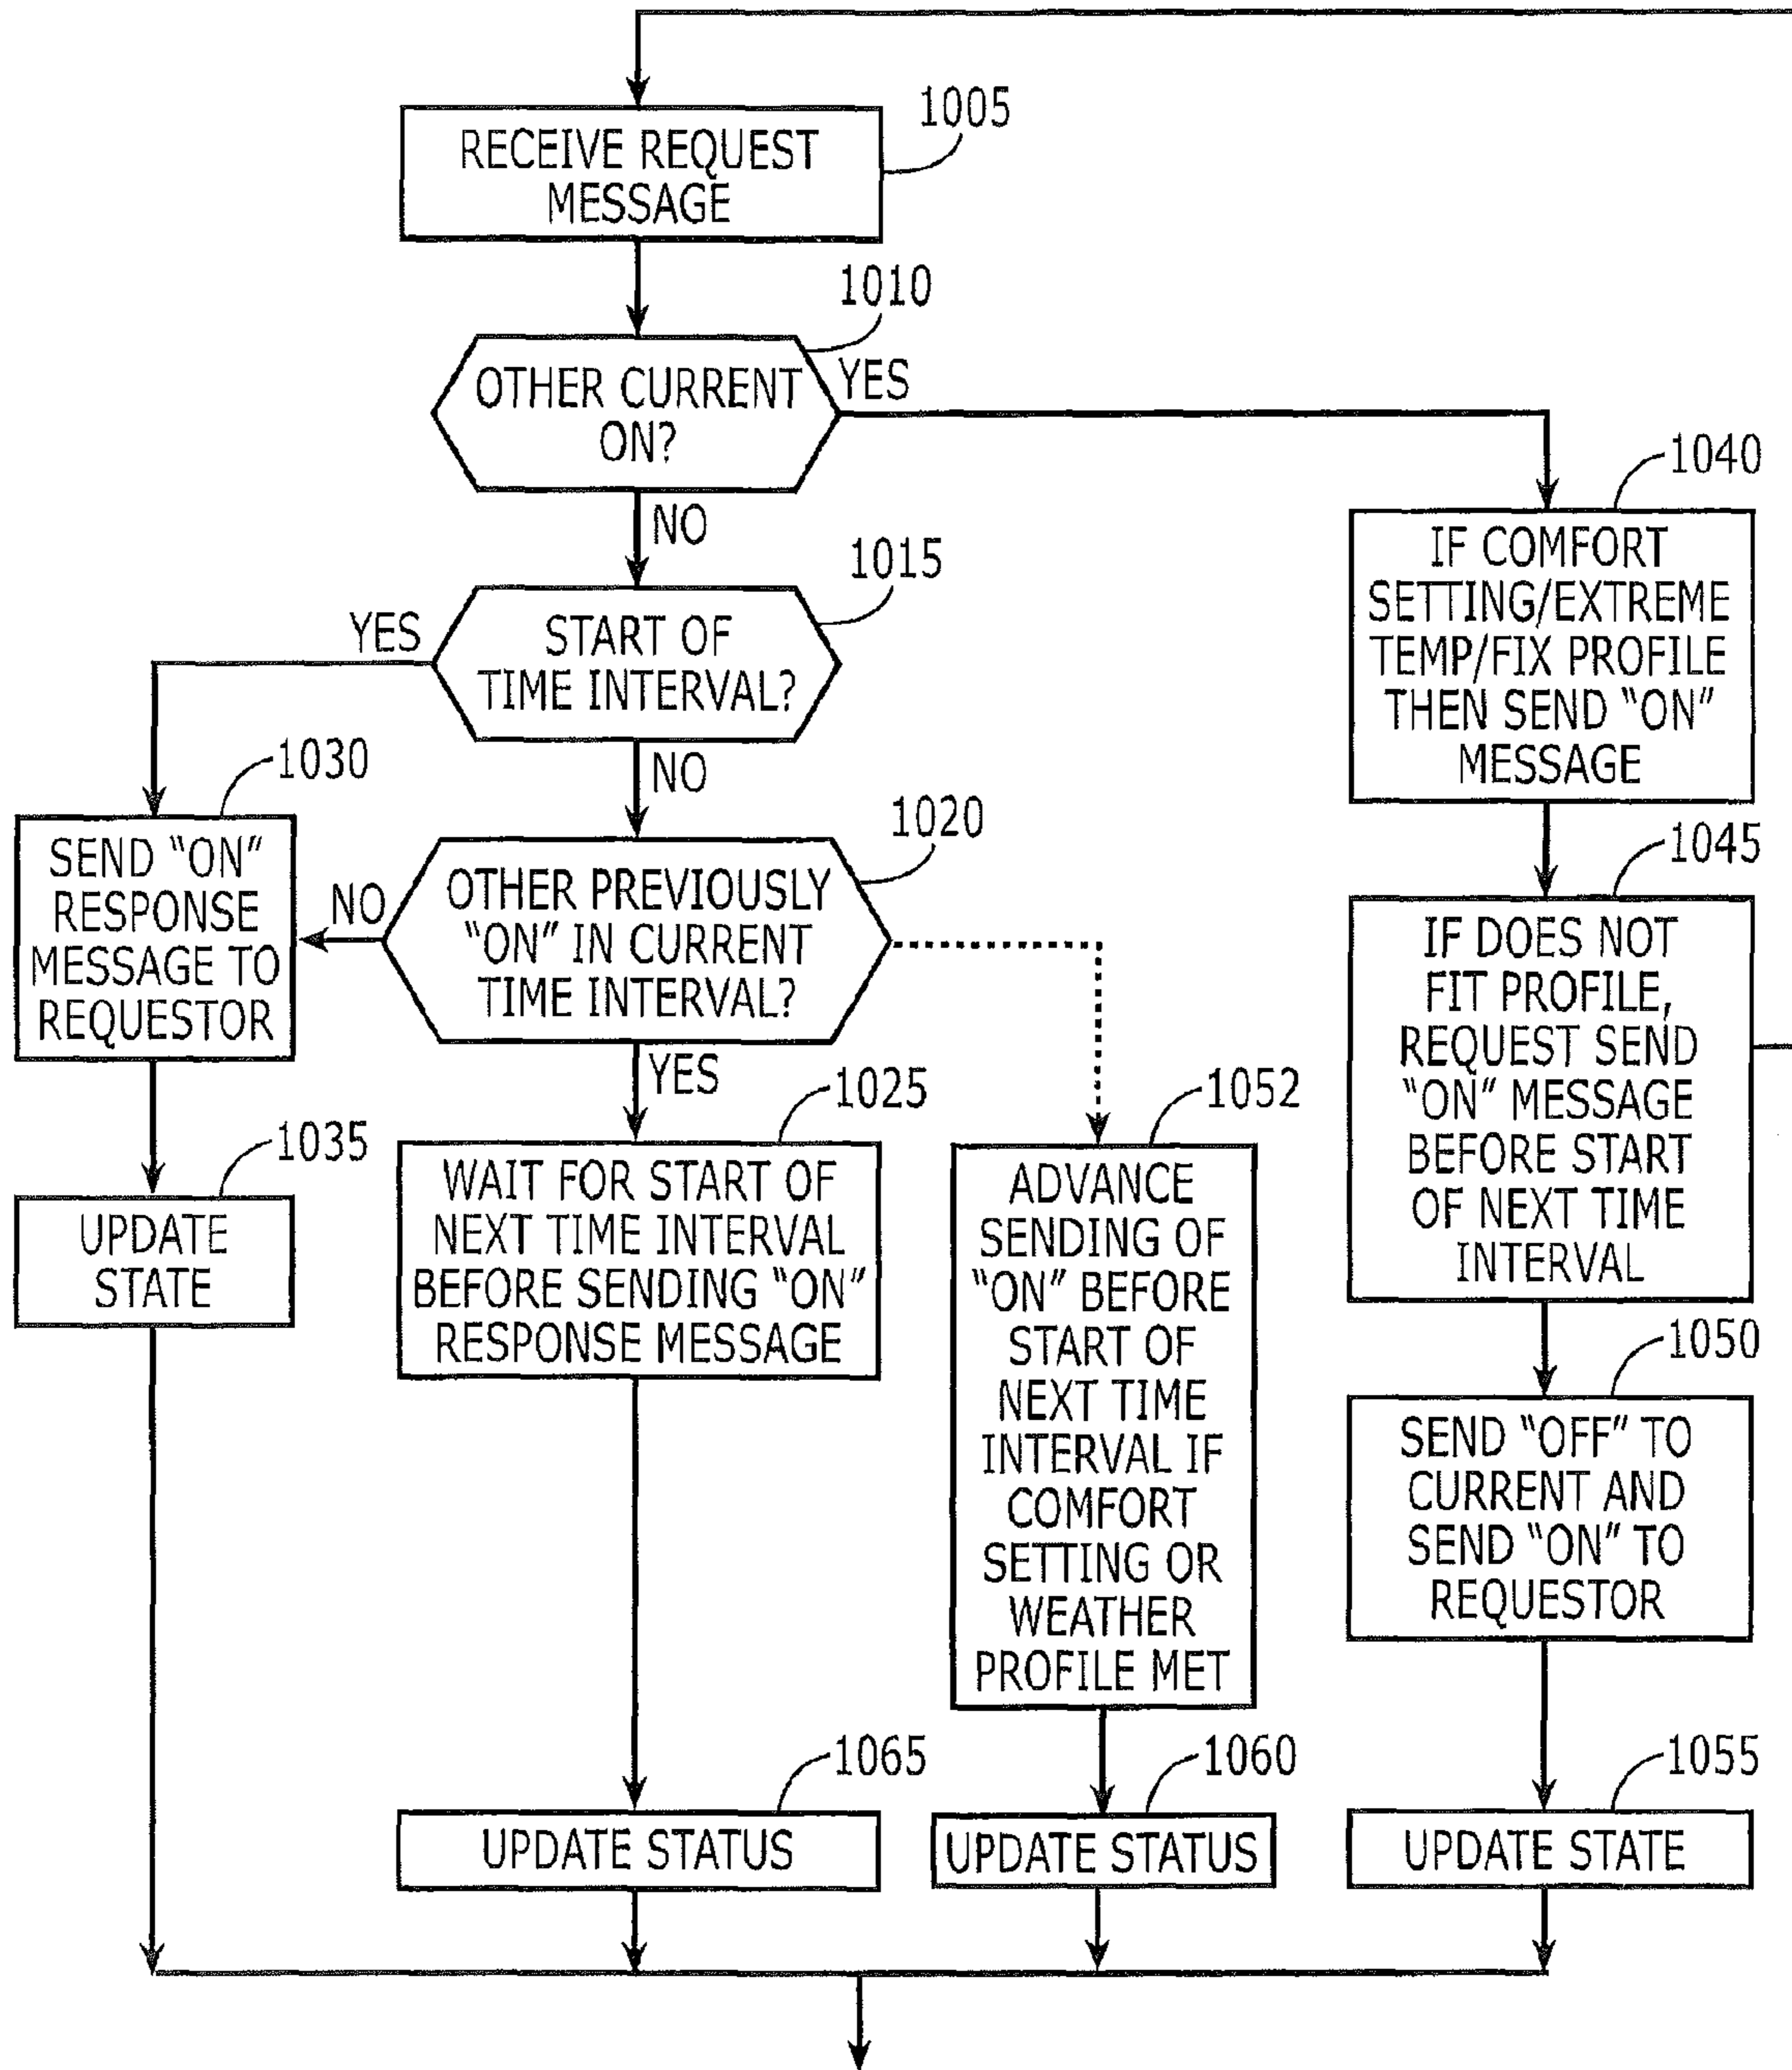 1005
RECEIVE REQUEST
MESSAGE
1010
OTHER CURRENT
ON?
YES
NO
1015
START OF
TIME INTERVAL?
YES
NO
1020
OTHER PREVIOUSLY
“ON” IN CURRENT
TIME INTERVAL?
NO
YES
1030
SEND “ON”
RESPONSE
MESSAGE TO
REQUESTOR
1035
UPDATE
STATE
1025
WAIT FOR START OF
NEXT TIME INTERVAL
BEFORE SENDING “ON”
RESPONSE MESSAGE
1065
UPDATE STATUS
1052
ADVANCE
SENDING OF
“ON” BEFORE
START OF
NEXT TIME
INTERVAL IF
COMFORT
SETTING OR
WEATHER
PROFILE MET
1060
UPDATE STATUS
1040
IF COMFORT
SETTING/EXTREME
TEMP/FIX PROFILE
THEN SEND “ON”
MESSAGE
1045
IF DOES NOT
FIT PROFILE,
REQUEST SEND
“ON” MESSAGE
BEFORE START
OF NEXT TIME
INTERVAL
1050
SEND “OFF” TO
CURRENT AND
SEND “ON” TO
REQUESTOR
1055
UPDATE STATE